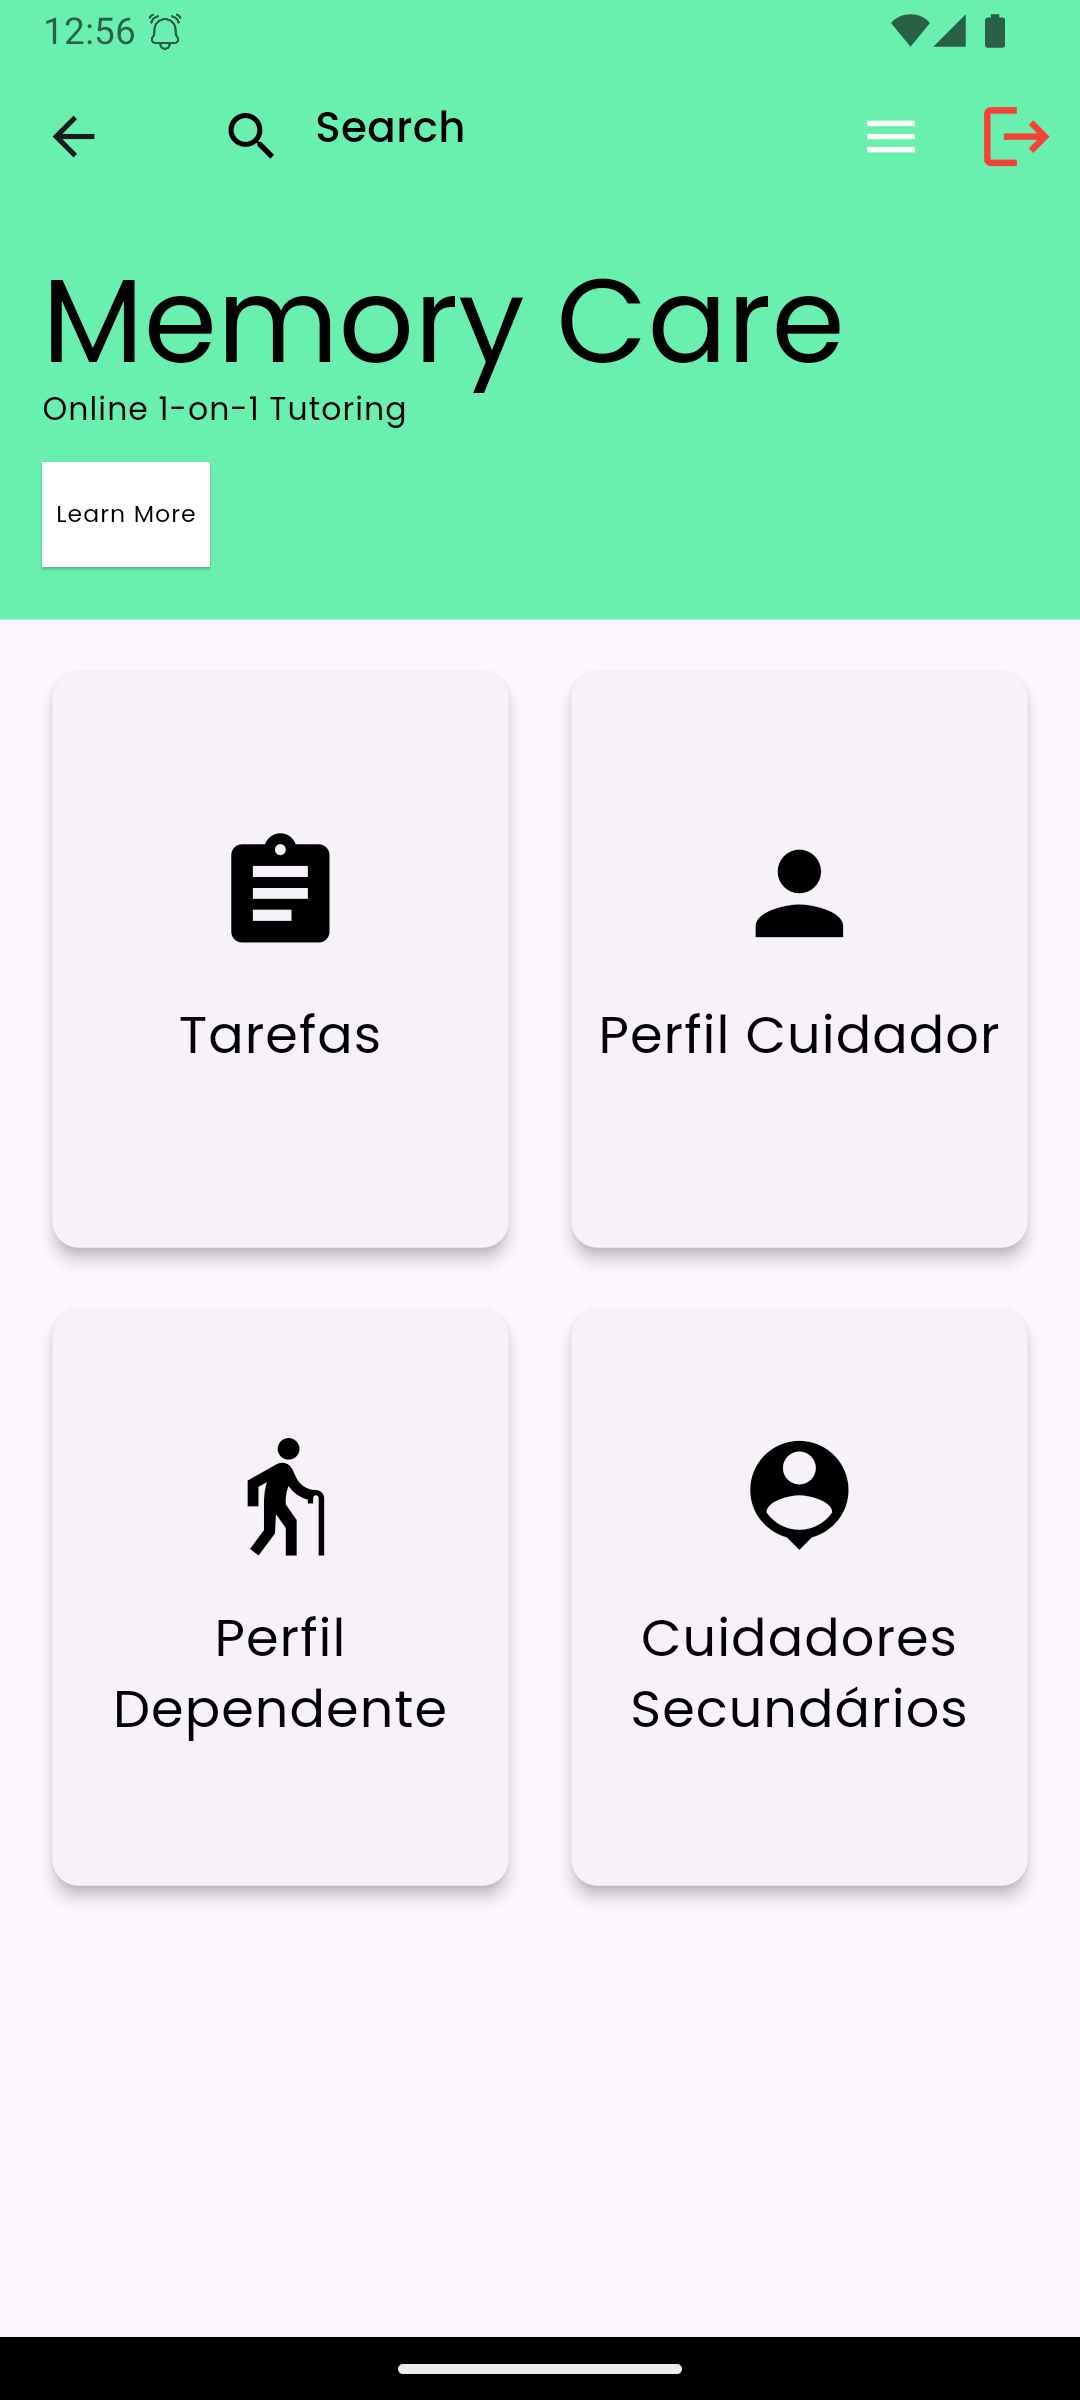 12:56
Search
Memory Care
Online 1-on-1 Tutoring
Learn More
Tarefas
Perfil Cuidador
Perfil
Dependente
Cuidadores
Secundários